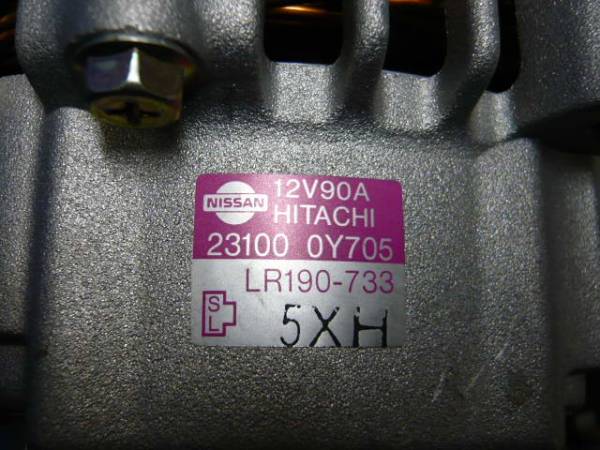 NISSAN 12V90A
HITACHI
23100 0Y705
LR190-733
S
L
5XH